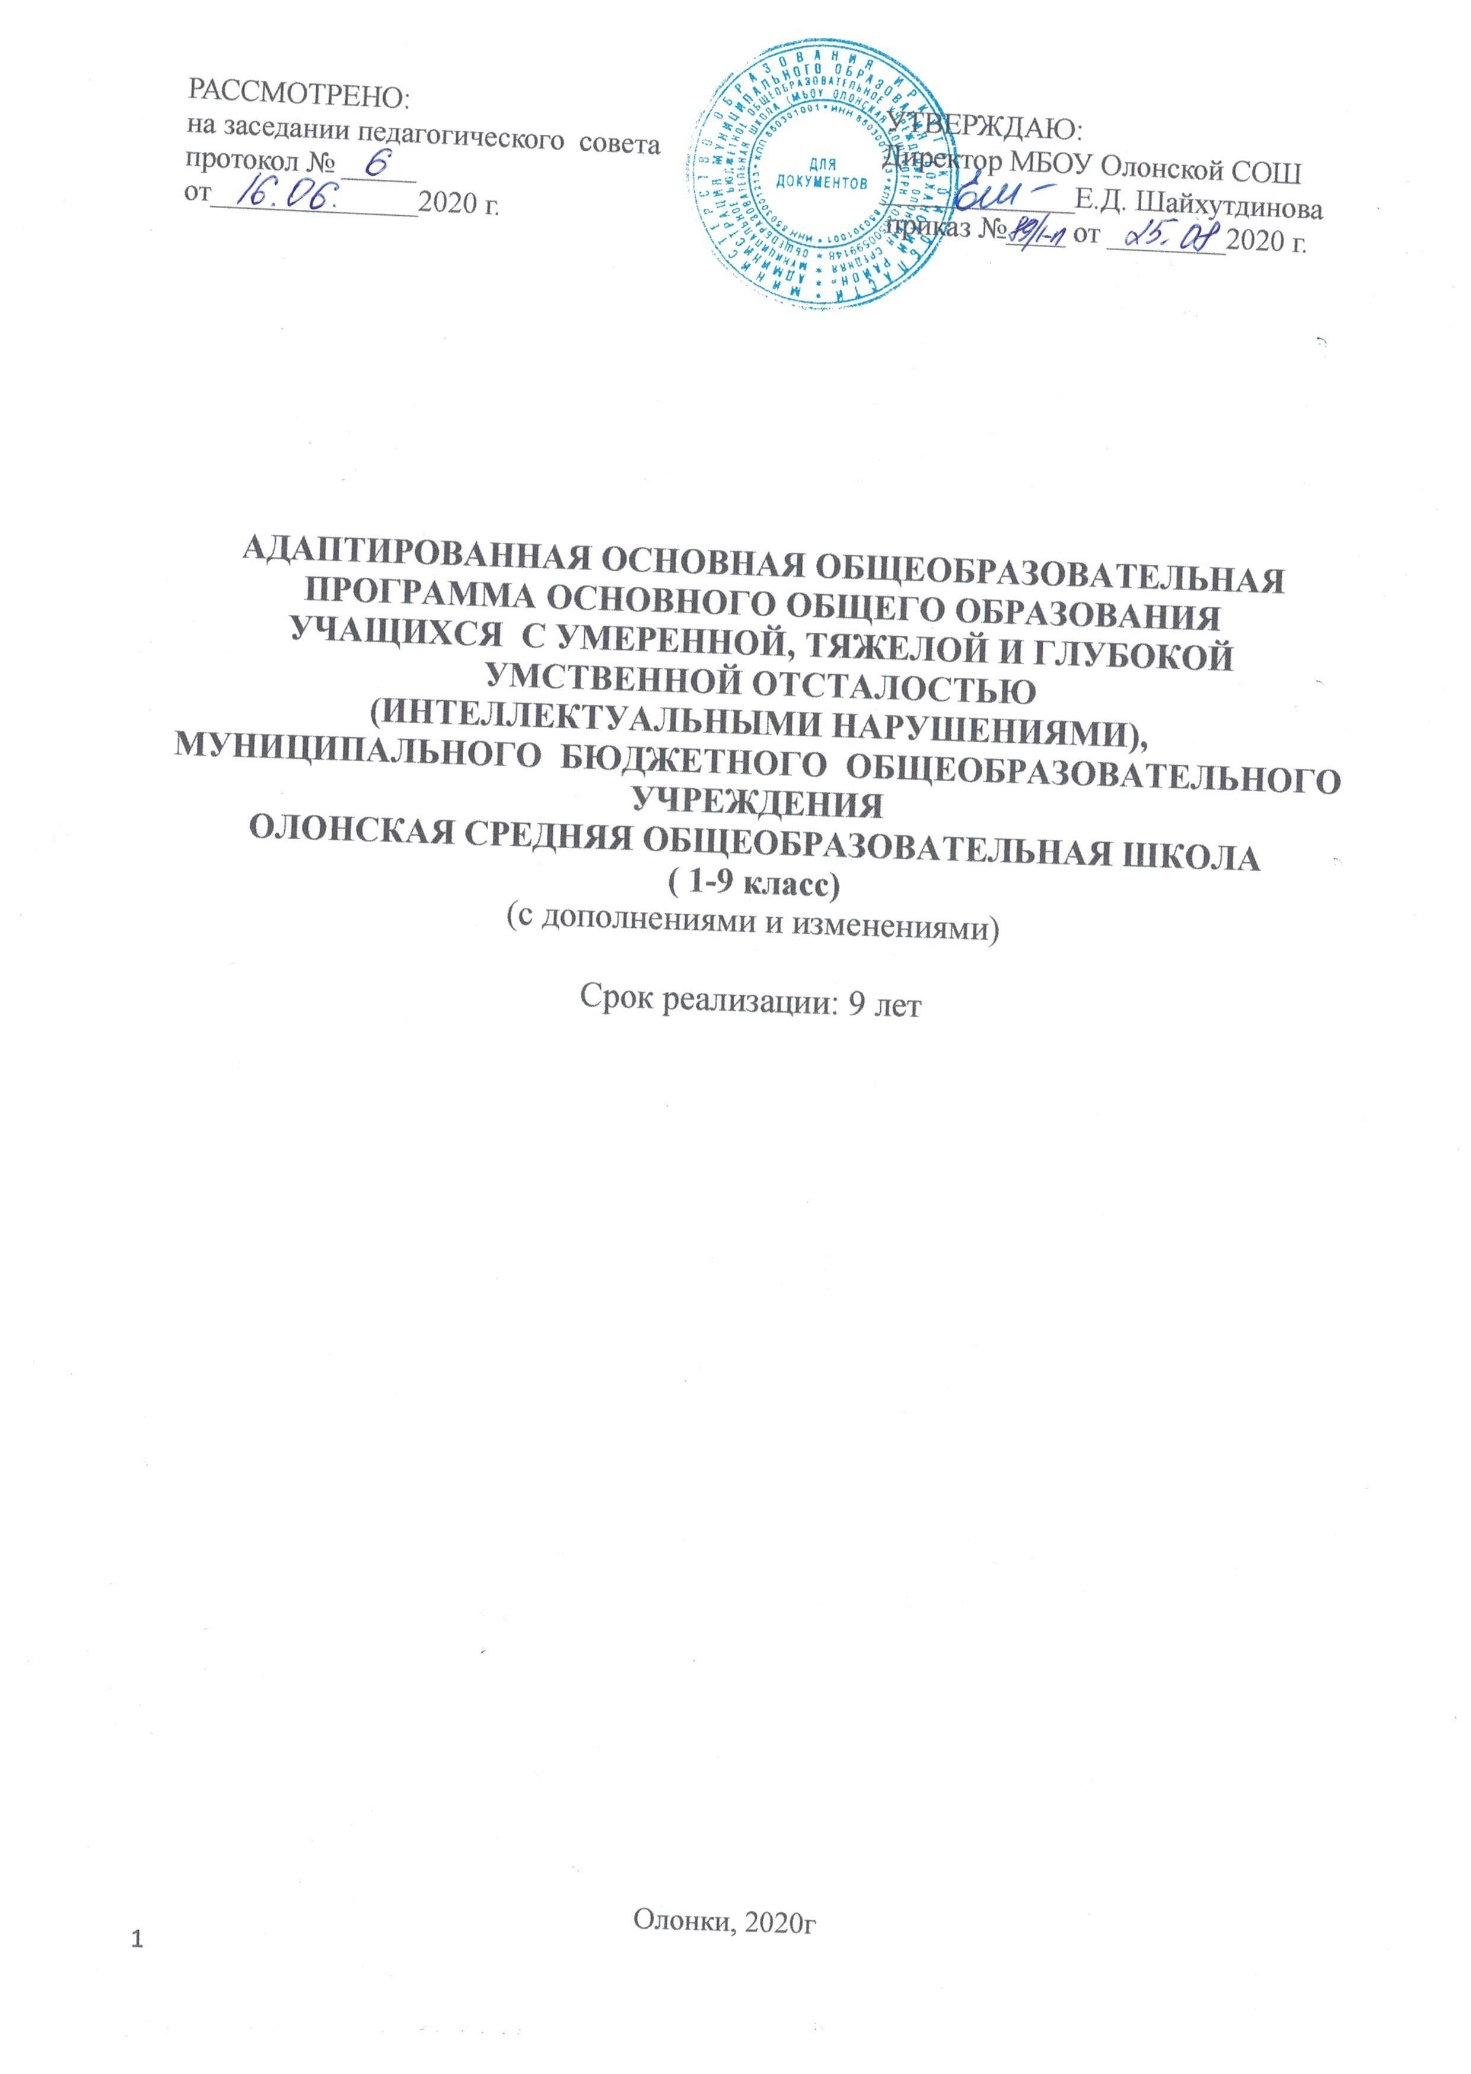 РАССМОТРЕНО:
на заседании педагогического совета
протокол № 6
от 16.06. 2020 г.
ДЛЯ
ДОКУМЕНТОВ
УТВЕРЖДАЮ:
Директор МБОУ Олонской СОШ
Е.Д. Шайхутдинова
приказ № 89/1-п от 25.08 2020 г.
АДАПТИРОВАННАЯ ОСНОВНАЯ ОБЩЕОБРАЗОВАТЕЛЬНАЯ
ПРОГРАММА ОСНОВНОГО ОБЩЕГО ОБРАЗОВАНИЯ
УЧАЩИХСЯ С УМЕРЕННОЙ, ТЯЖЕЛОЙ И ГЛУБОКОЙ
УМСТВЕННОЙ ОТСТАЛОСТЬЮ
(ИНТЕЛЛЕКТУАЛЬНЫМИ НАРУШЕНИЯМИ),
МУНИЦИПАЛЬНОГО БЮДЖЕТНОГО ОБЩЕОБРАЗОВАТЕЛЬНОГО
УЧРЕЖДЕНИЯ
ОЛОНСКАЯ СРЕДНЯЯ ОБЩЕОБРАЗОВАТЕЛЬНАЯ ШКОЛА
( 1-9 класс)
(с дополнениями и изменениями)
Срок реализации: 9 лет
Олонки, 2020г
1